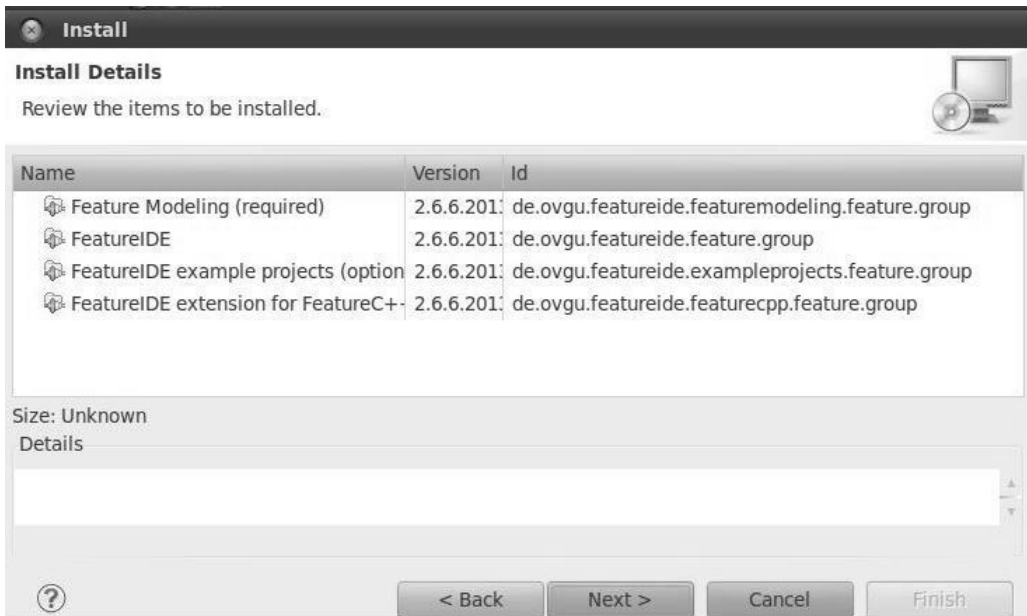 Install
Install Details
Review the items to be installed.
Name Version Id
Feature Modeling (required) 2.6.6.201 de.ovgu.featureide.featuremodeling.feature.group
FeatureIDE 2.6.6.201 de.ovgu.featureide.feature.group
FeatureIDE example projects (option 2.6.6.201 de.ovgu.featureide.exampleprojects.feature.group
FeatureIDE extension for FeatureC+ 2.6.6.201 de.ovgu.featureide.featurecpp.feature.group
Size: Unknown
Details
?
< Back Next > Cancel Finish